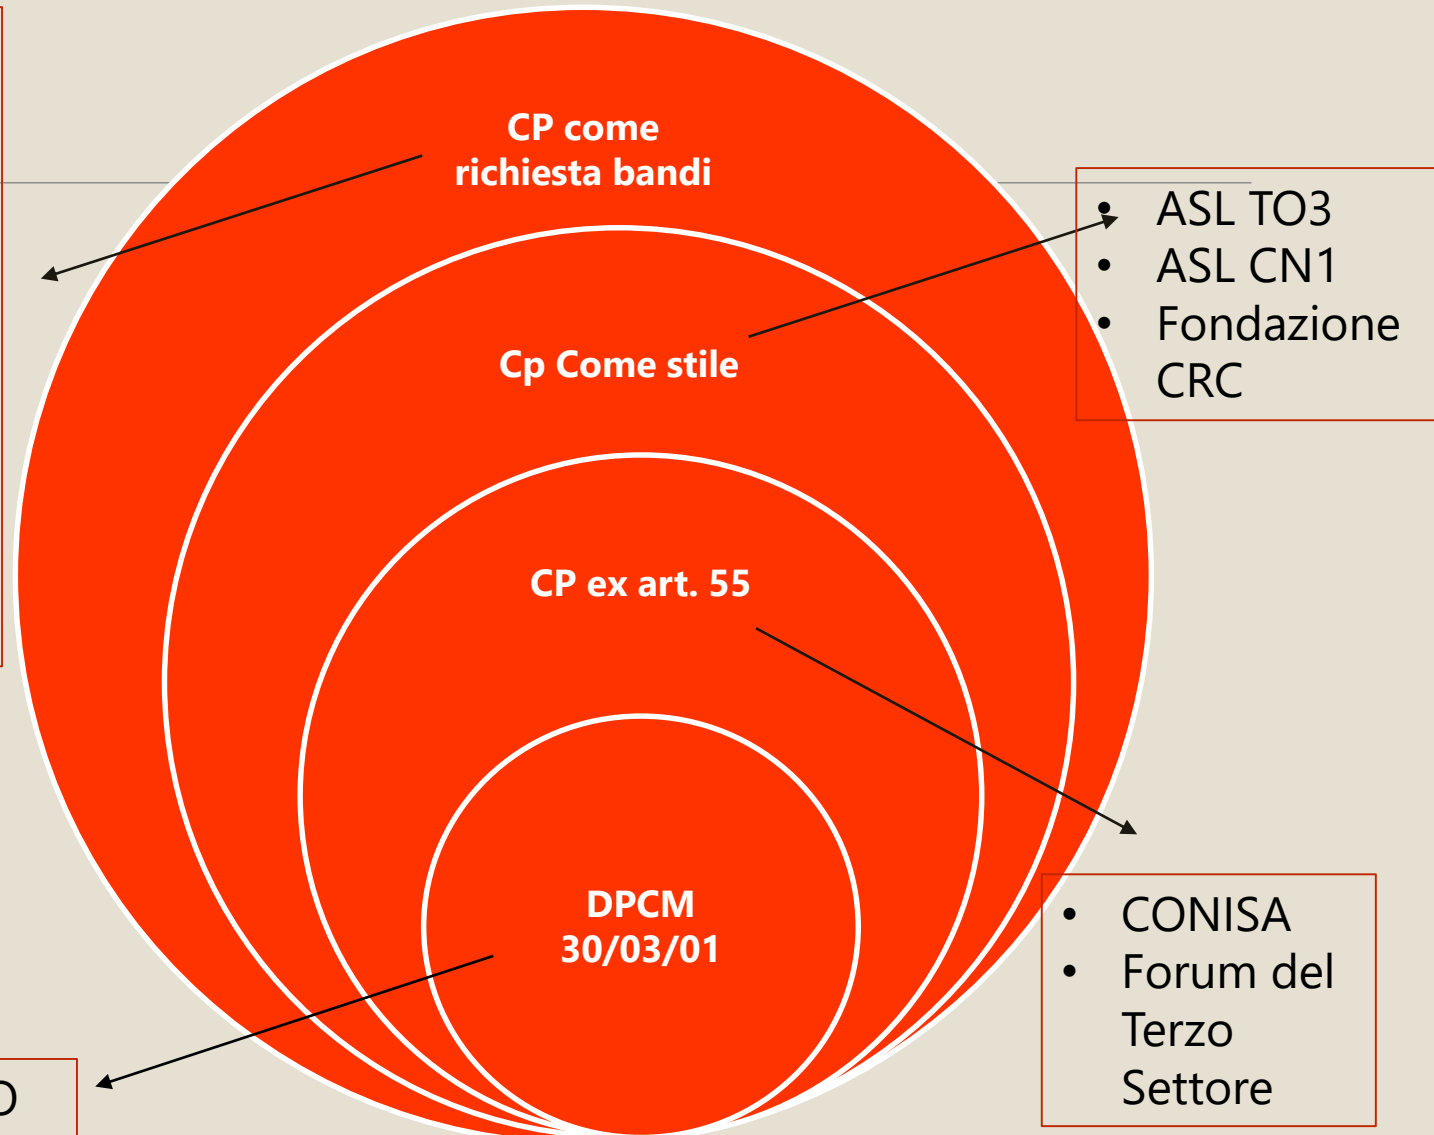 CP come
richiesta bandi
• ASL TO3
• ASL CN1
• Fondazione
CRC
Cp Come stile
CP ex art. 55
DPCM
30/03/01
• CONISA
• Forum del
Terzo
Settore